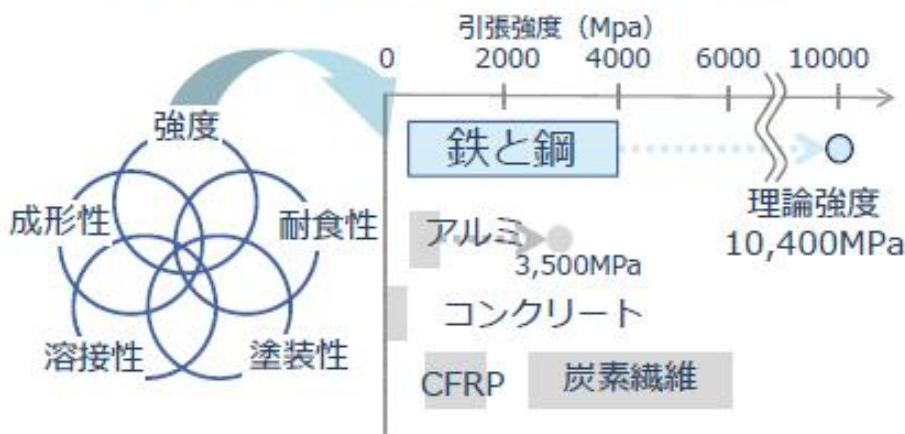 引張強度（Mpa）
0 2000 4000 6000 10000
強度
成形性
耐食性
溶接性
塗装性
鉄と鋼
理論強度
10,400MPa
アルミ
3,500MPa
コンクリート
CFRP
炭素繊維